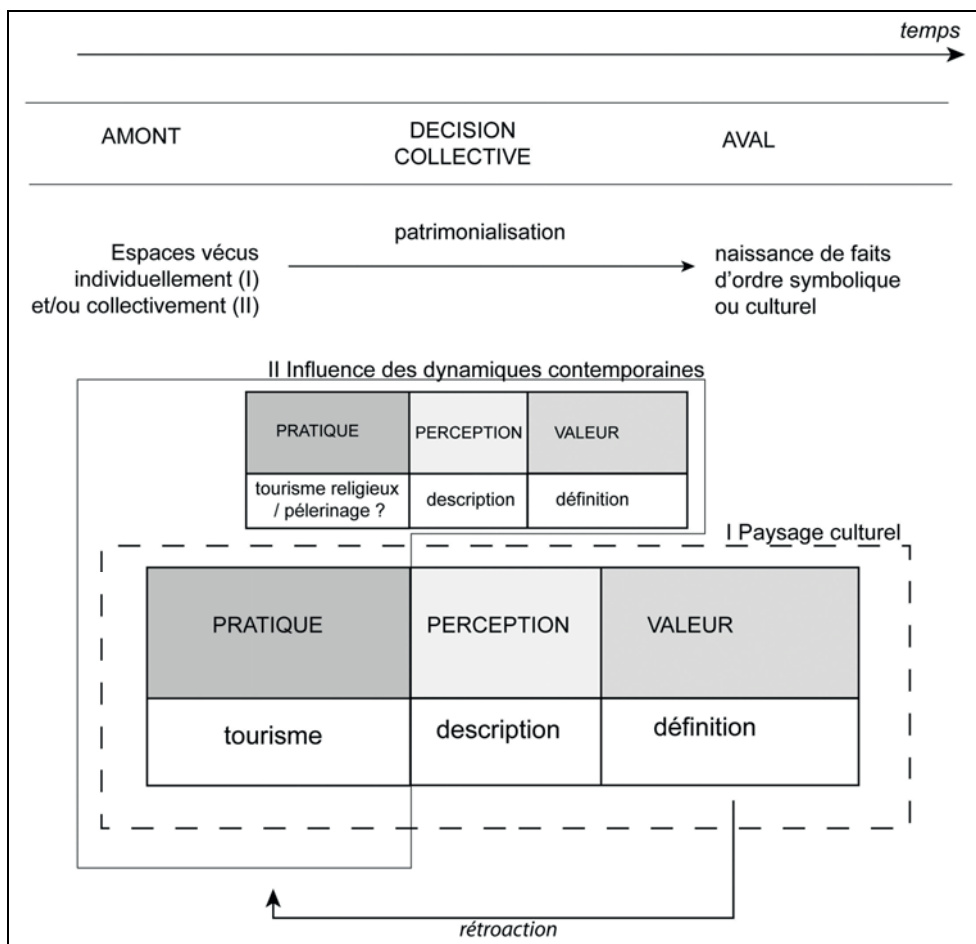 temps
AMONT
DECISION
COLLECTIVE
AVAL
patrimonialisation
Espaces vécus
individuellement (I)
et/ou collectivement (II)
naissance de faits
d'ordre symbolique
ou culturel
II Influence des dynamiques contemporaines
PRATIQUE
PERCEPTION
VALEUR
tourisme religieux
/ pélerinage ?
description
définition
I Paysage culturel
PRATIQUE
PERCEPTION
VALEUR
tourisme
description
définition
rétroaction